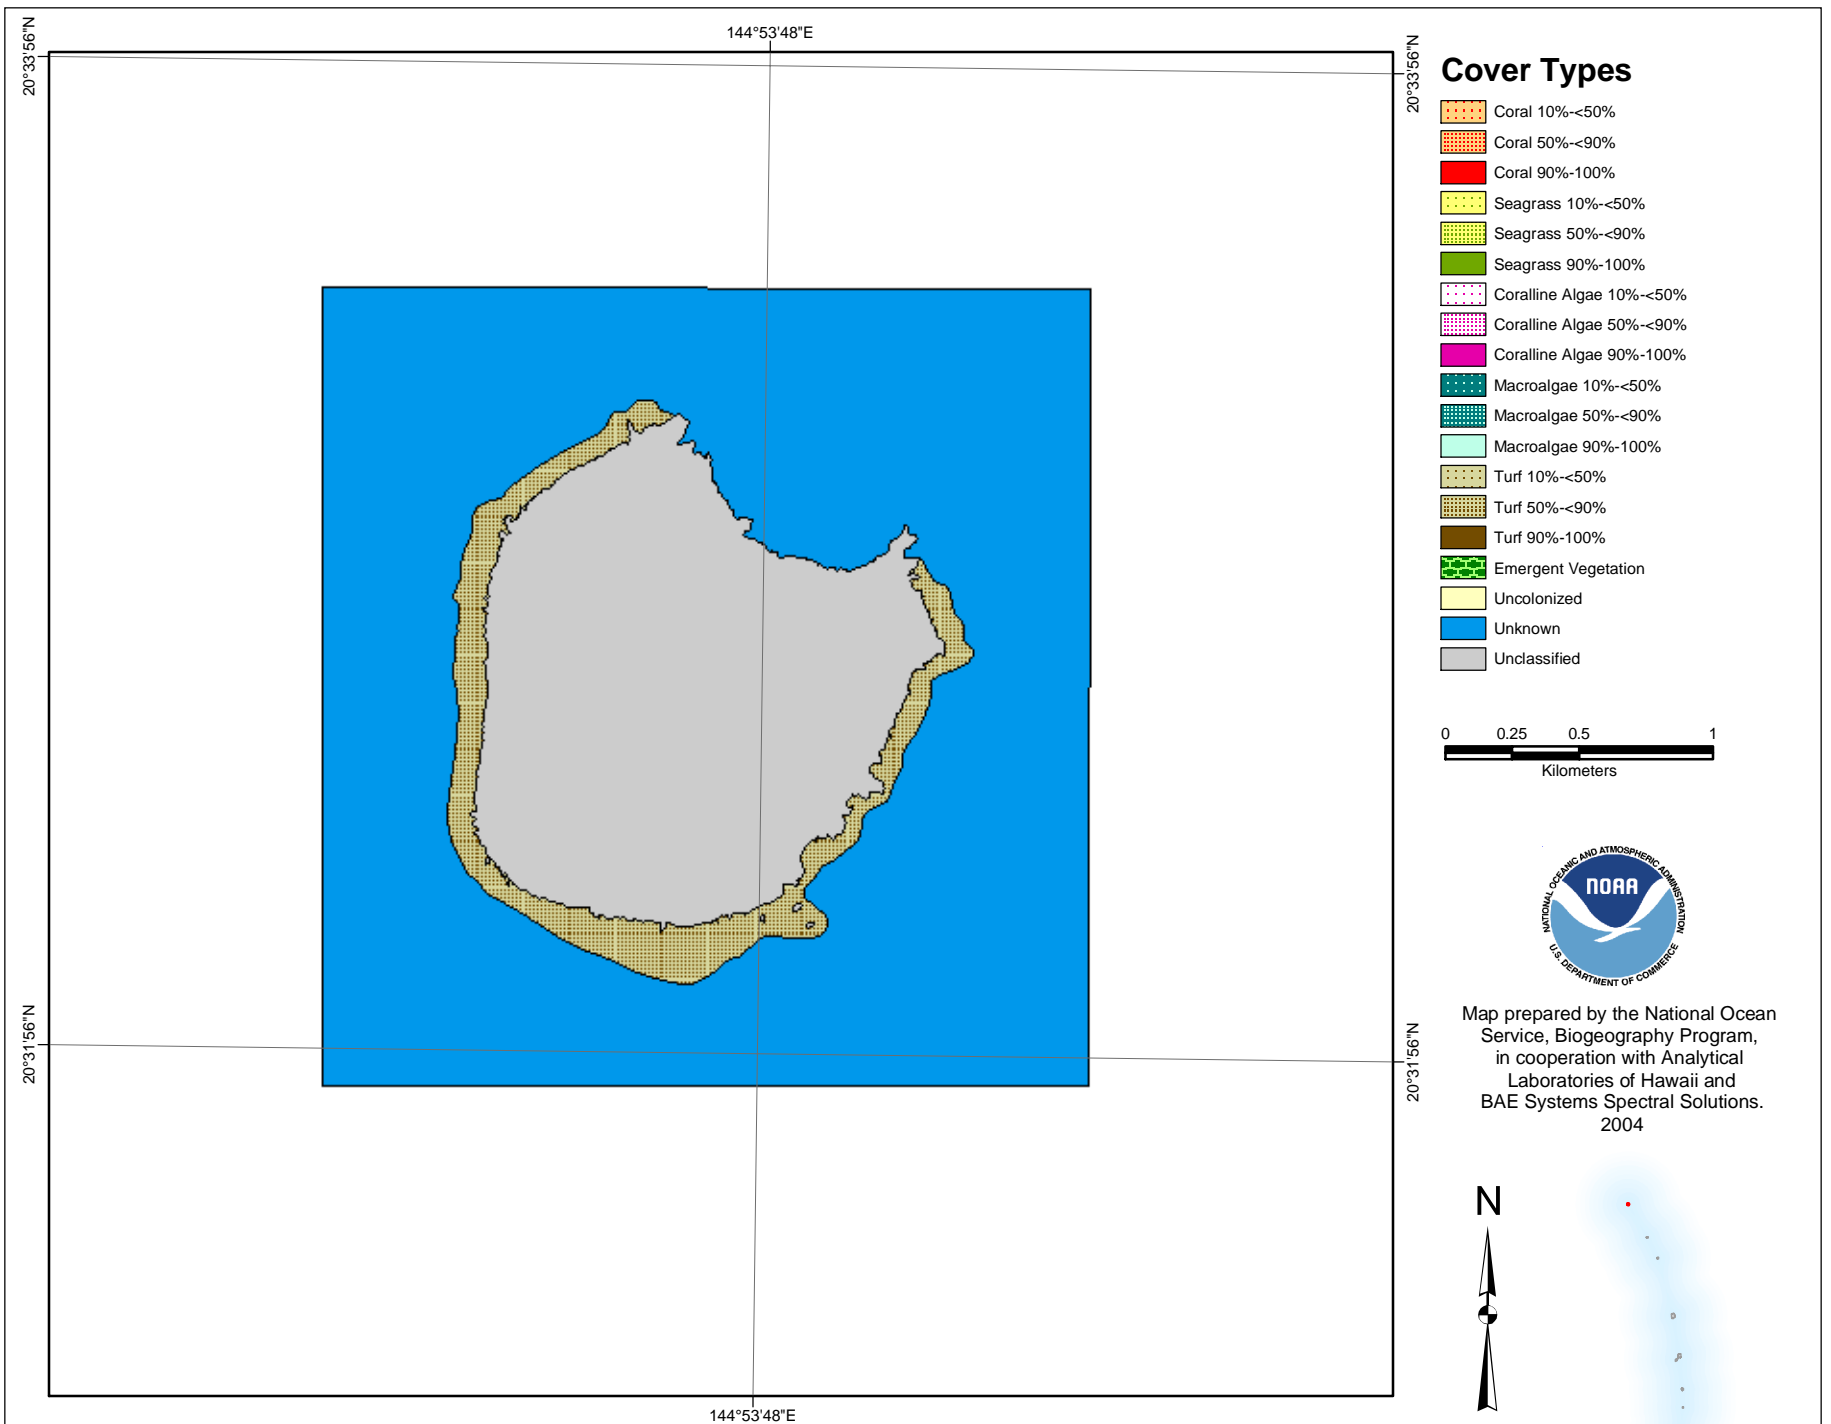 144°53'48"E
20°33'56"N
20°33'56"N
Cover Types
Coral 10%-<50%
Coral 50%-<90%
Coral 90%-100%
Seagrass 10%-<50%
Seagrass 50%-<90%
Seagrass 90%-100%
Coralline Algae 10%-<50%
Coralline Algae 50%-<90%
Coralline Algae 90%-100%
Macroalgae 10%-<50%
Macroalgae 50%-<90%
Macroalgae 90%-100%
Turf 10%-<50%
Turf 50%-<90%
Turf 90%-100%
Emergent Vegetation
Uncolonized
Unknown
Unclassified
0 0.25 0.5 1
Kilometers
NATIONAL OCEANIC AND ATMOSPHERIC ADMINISTRATION
NOAA
U.S. DEPARTMENT OF COMMERCE
Map prepared by the National Ocean
Service, Biogeography Program,
in cooperation with Analytical
Laboratories of Hawaii and
BAE Systems Spectral Solutions.
2004
20°31'56"N
20°31'56"N
N
144°53'48"E